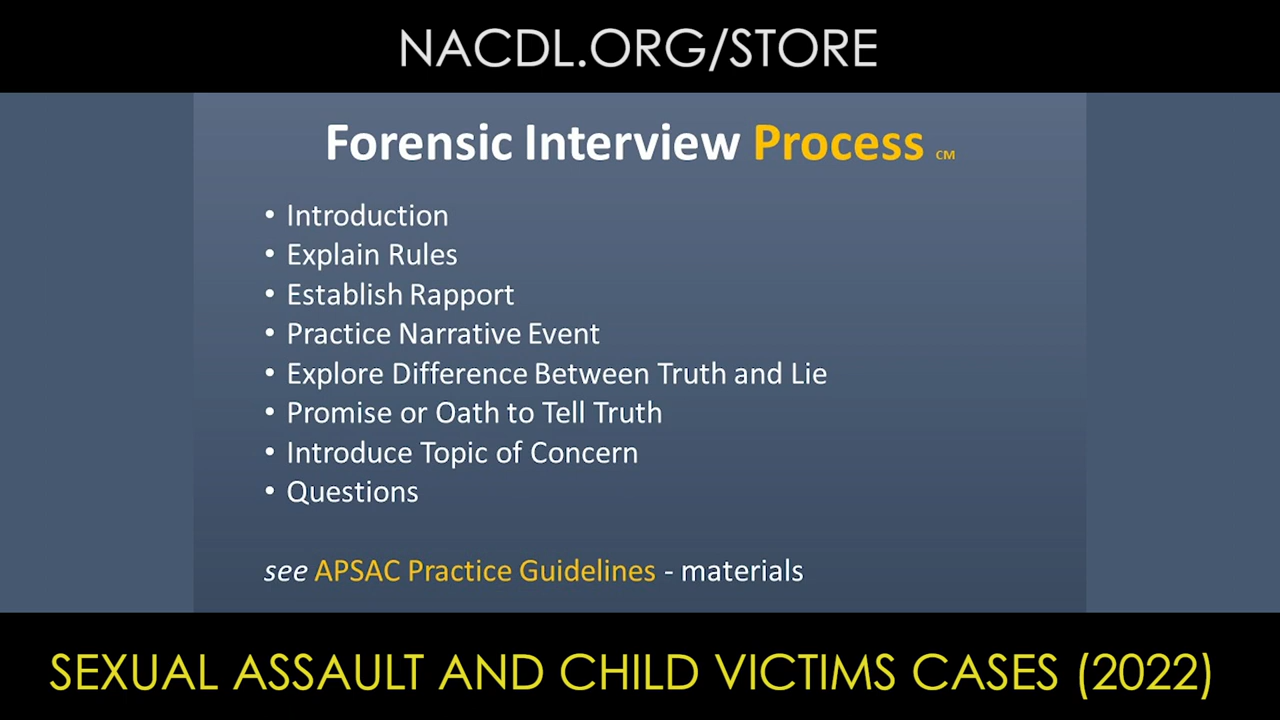 NACDL.ORG/STORE
Forensic Interview Process CM
• Introduction
• Explain Rules
• Establish Rapport
• Practice Narrative Event
• Explore Difference Between Truth and Lie
• Promise or Oath to Tell Truth
• Introduce Topic of Concern
• Questions
see APSAC Practice Guidelines - materials
SEXUAL ASSAULT AND CHILD VICTIMS CASES (2022)